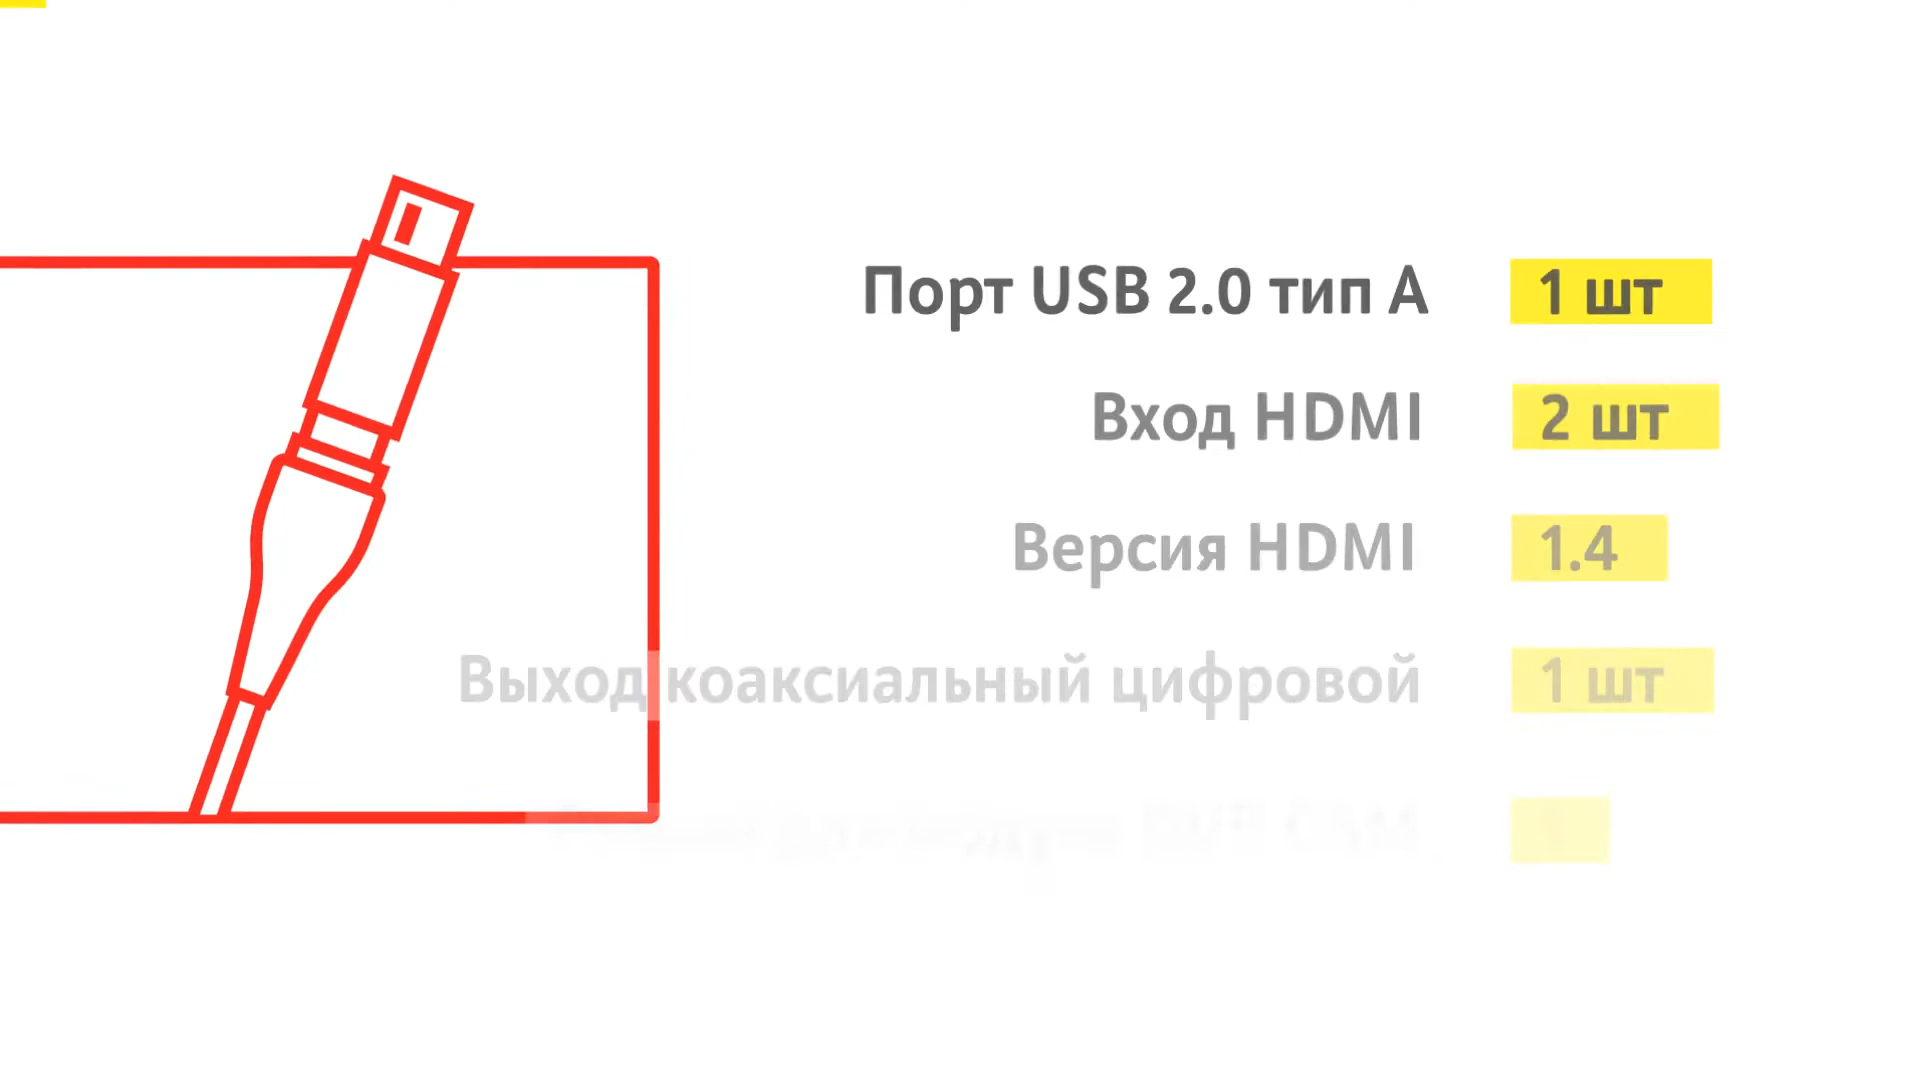 Порт USB 2.0 тип A 1 шт
Вход HDMI 2 шт
Версия HDMI 1.4
Выход коаксиальный цифровой 1 шт